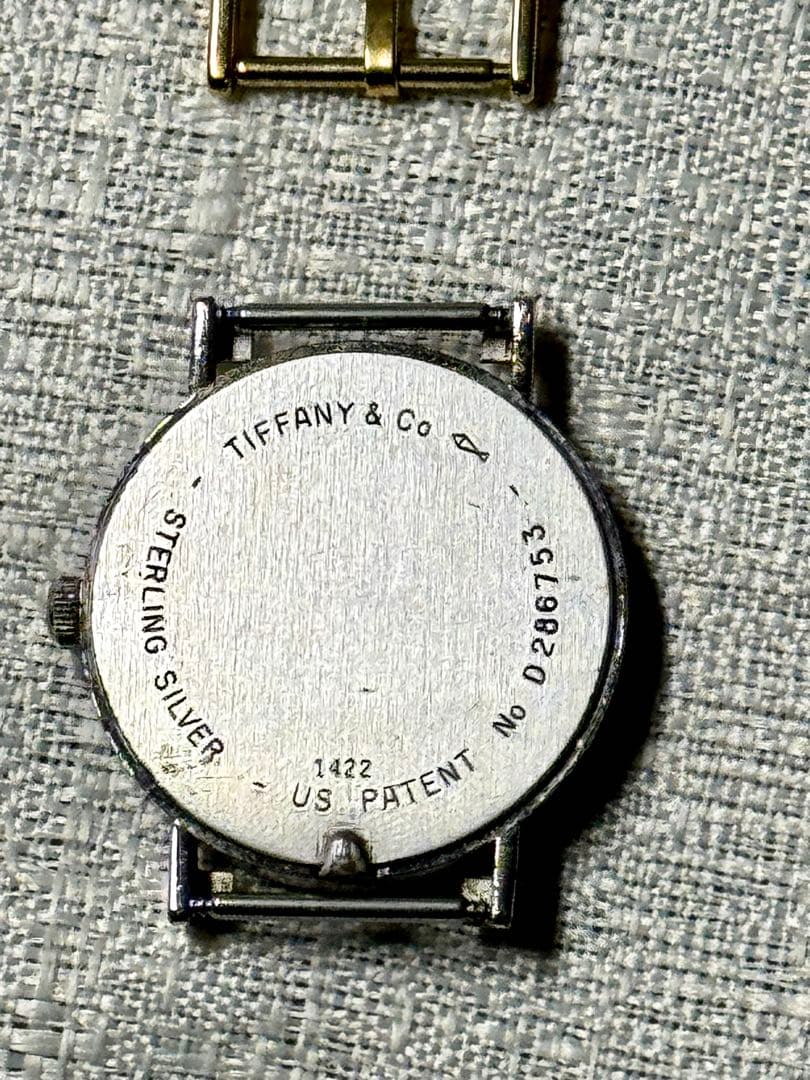 TIFFANY & Co
- D286753 -
US PATENT No
1422
- STERLING SILVER -